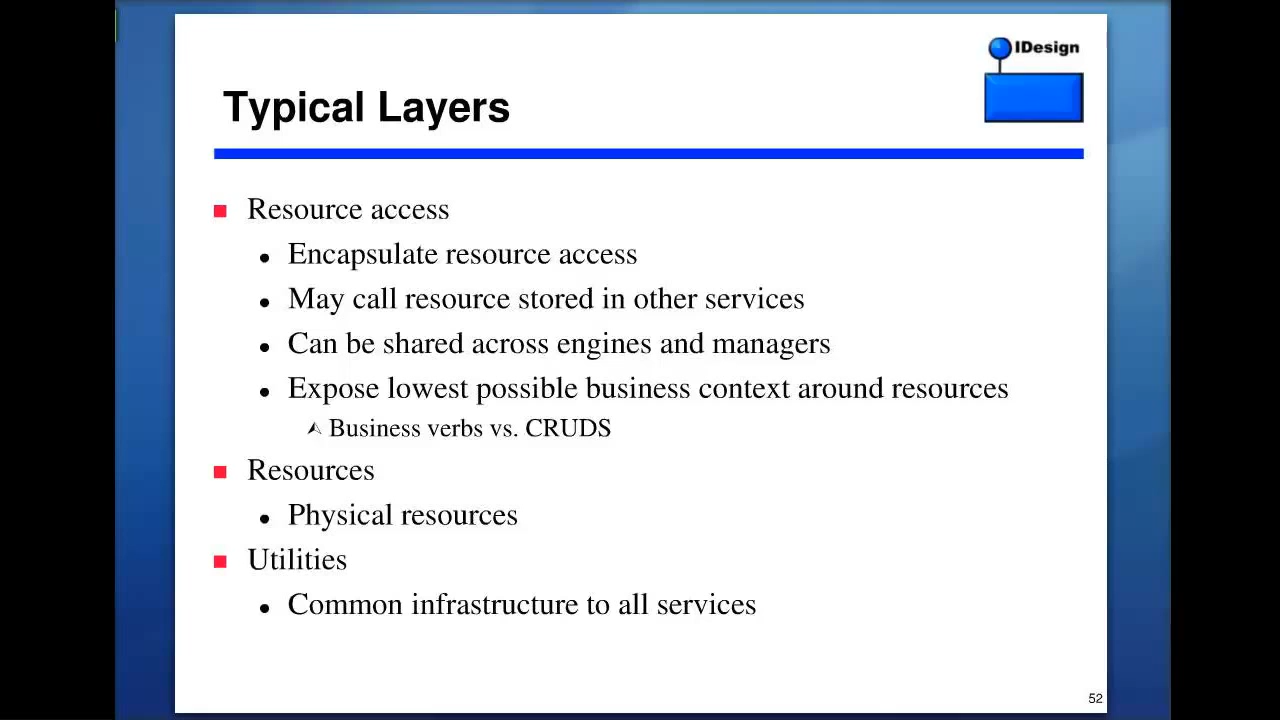 IDesign
Typical Layers
Resource access
Encapsulate resource access
May call resource stored in other services
Can be shared across engines and managers
Expose lowest possible business context around resources
Business verbs vs. CRUDS
Resources
Physical resources
Utilities
Common infrastructure to all services
52